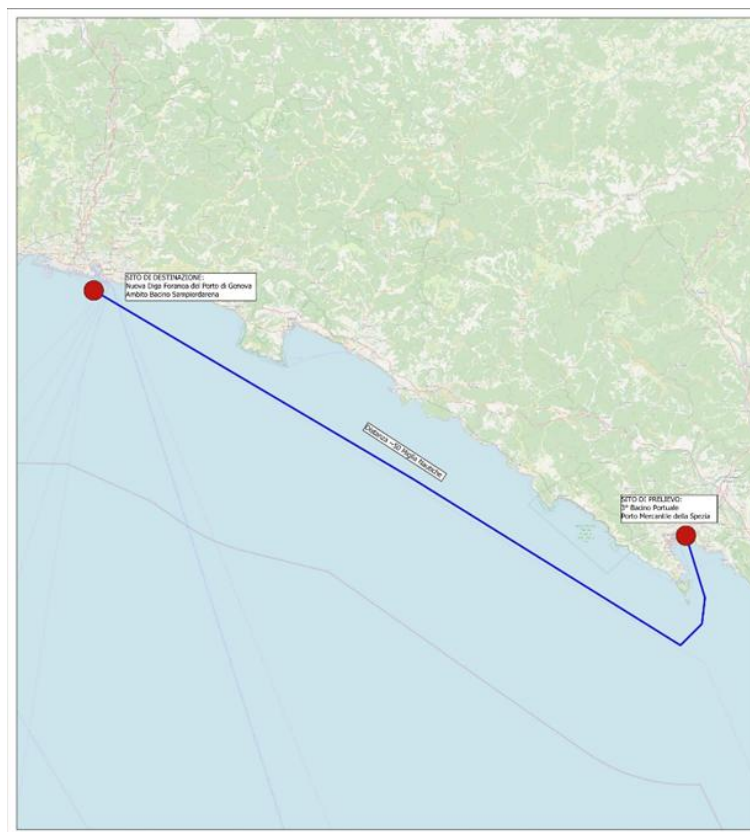 SITO DI DESTINAZIONE:
Nuova Diga Foranea del Porto di Genova
Ambito Bacino Sampierdarena
Distanza ~50 Miglia Nautiche
SITO DI PRELIEVO:
3° Bacino Portuale
Porto Mercantile della Spezia